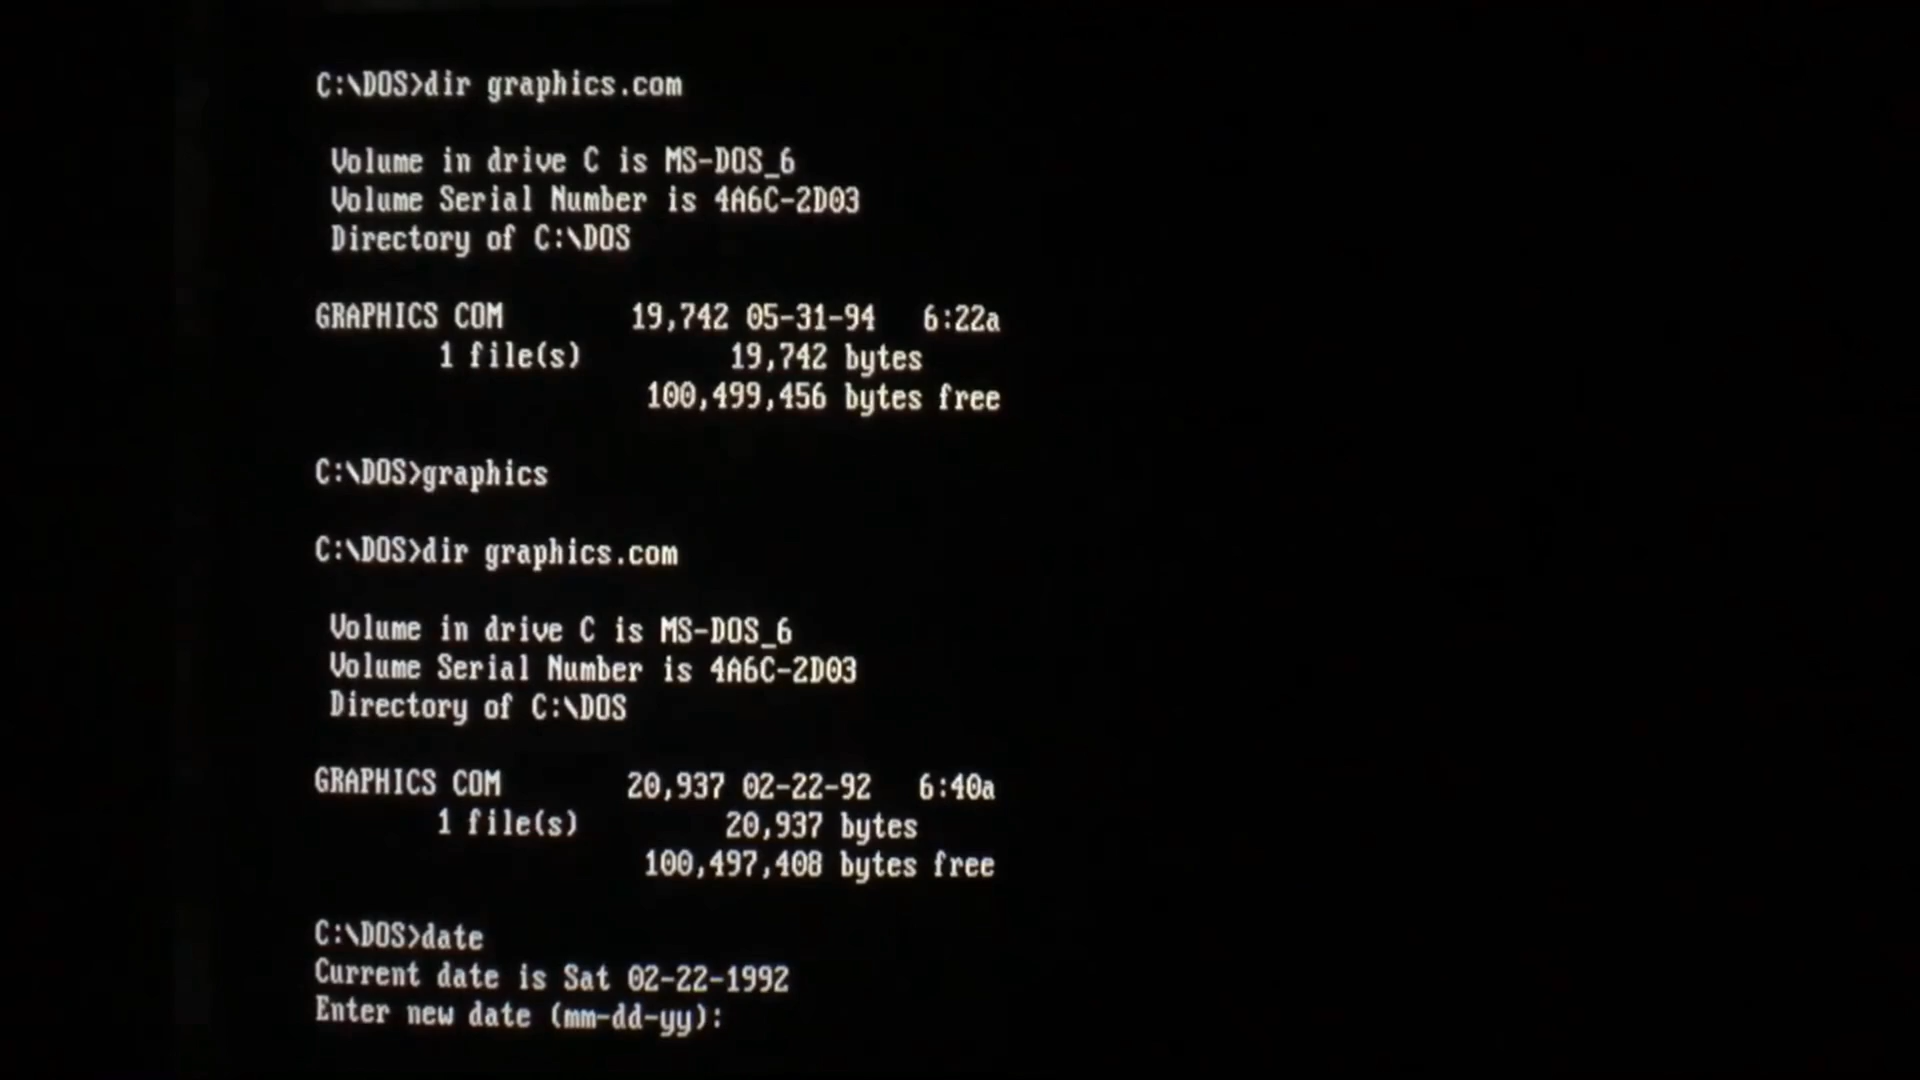 C:\DOS>dir graphics.com
Volume in drive C is MS-DOS_6
Volume Serial Number is 4A6C-2D03
Directory of C:\DOS
GRAPHICS COM 19,742 05-31-94 6:22a
1 file(s) 19,742 bytes
100,499,456 bytes free
C:\DOS>graphics
C:\DOS>dir graphics.com
Volume in drive C is MS-DOS_6
Volume Serial Number is 4A6C-2D03
Directory of C:\DOS
GRAPHICS COM 20,937 02-22-92 6:40a
1 file(s) 20,937 bytes
100,497,408 bytes free
C:\DOS>date
Current date is Sat 02-22-1992
Enter new date (mm-dd-yy):